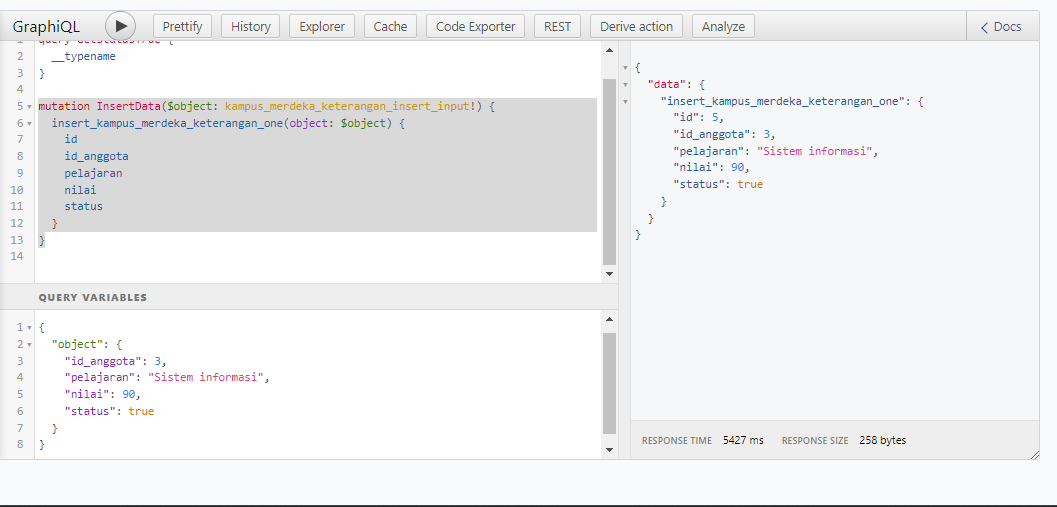 GraphiQL
Prettify
History
Explorer
Cache
Code Exporter
REST
Derive action
Analyze
Docs
2 __typename
3 }
4
5 mutation InsertData($object: kampus_merdeka_keterangan_insert_input!) {
6 insert_kampus_merdeka_keterangan_one(object: $object) {
7 id
8 id_anggota
9 pelajaran
10 nilai
11 status
12 }
13 }
14
QUERY VARIABLES
1 {
2 "object": {
3 "id_anggota": 3,
4 "pelajaran": "Sistem informasi",
5 "nilai": 90,
6 "status": true
7 }
8 }
{
"data": {
"insert_kampus_merdeka_keterangan_one": {
"id": 5,
"id_anggota": 3,
"pelajaran": "Sistem informasi",
"nilai": 90,
"status": true
}
}
}
RESPONSE TIME 5427 ms RESPONSE SIZE 258 bytes